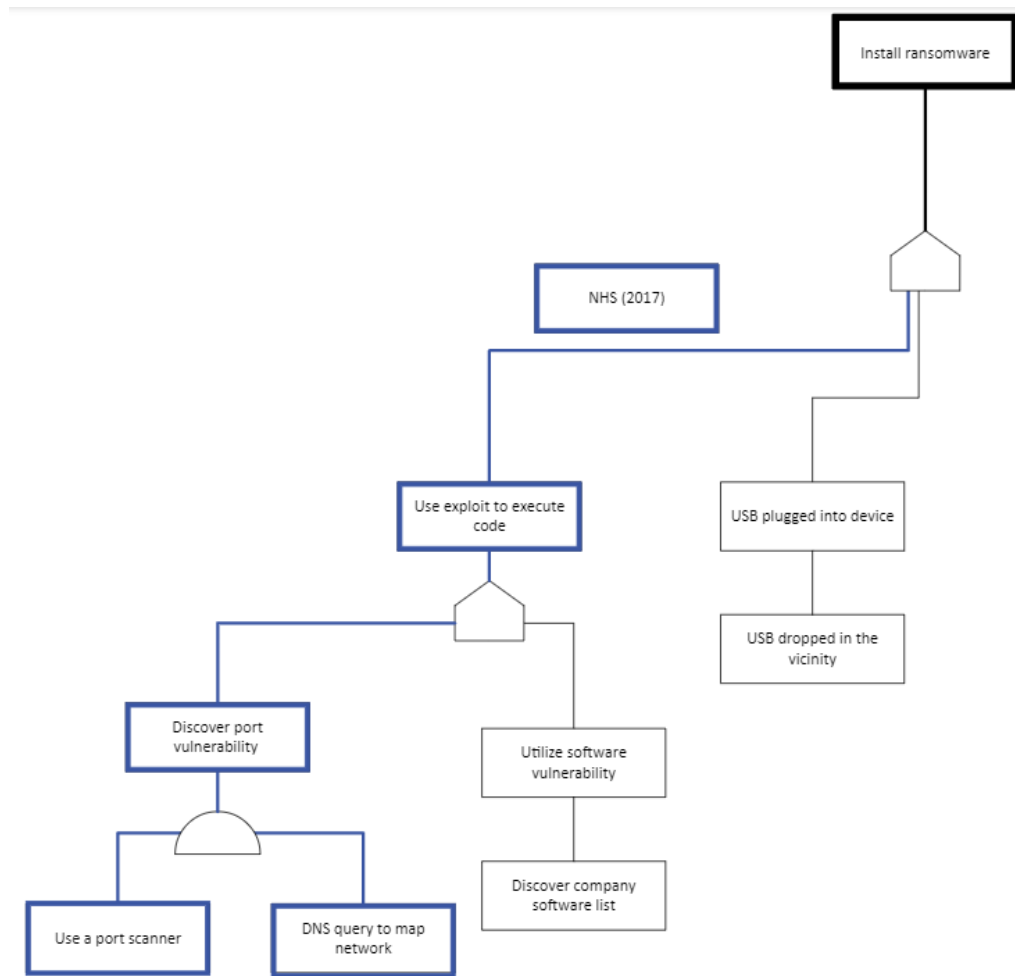 Install ransomware
NHS (2017)
Use exploit to execute
code
USB plugged into device
USB dropped in the
vicinity
Discover port
vulnerability
Utilize software
vulnerability
Discover company
software list
Use a port scanner
DNS query to map
network